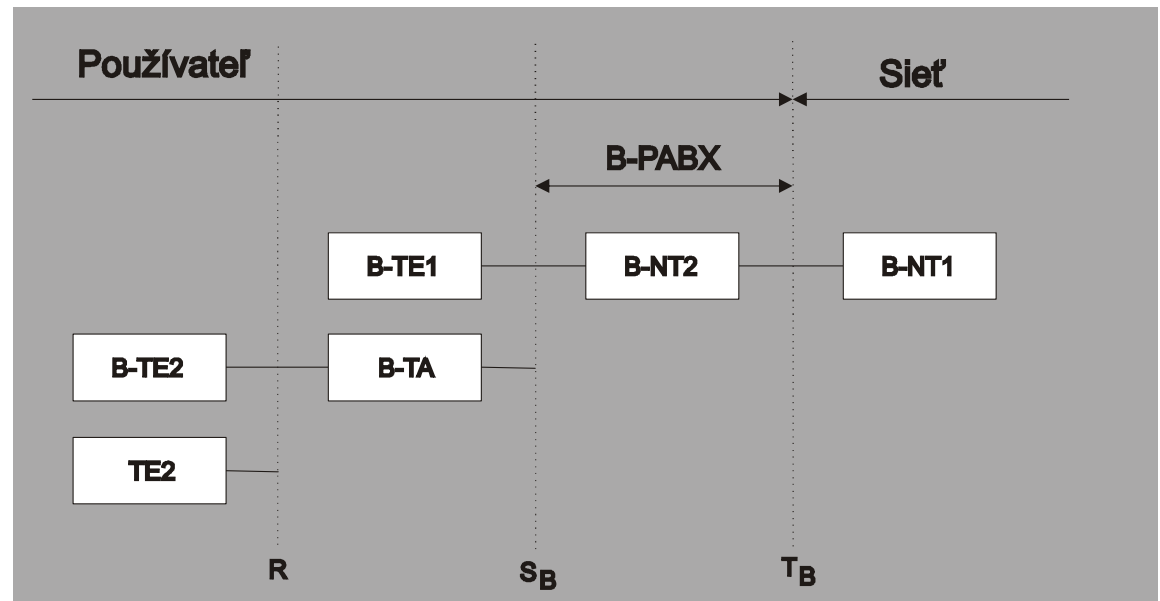 Používateľ
Sieť
B-PABX
B-TE1
B-NT2
B-NT1
B-TE2
B-TA
TE2
R
SB
TB